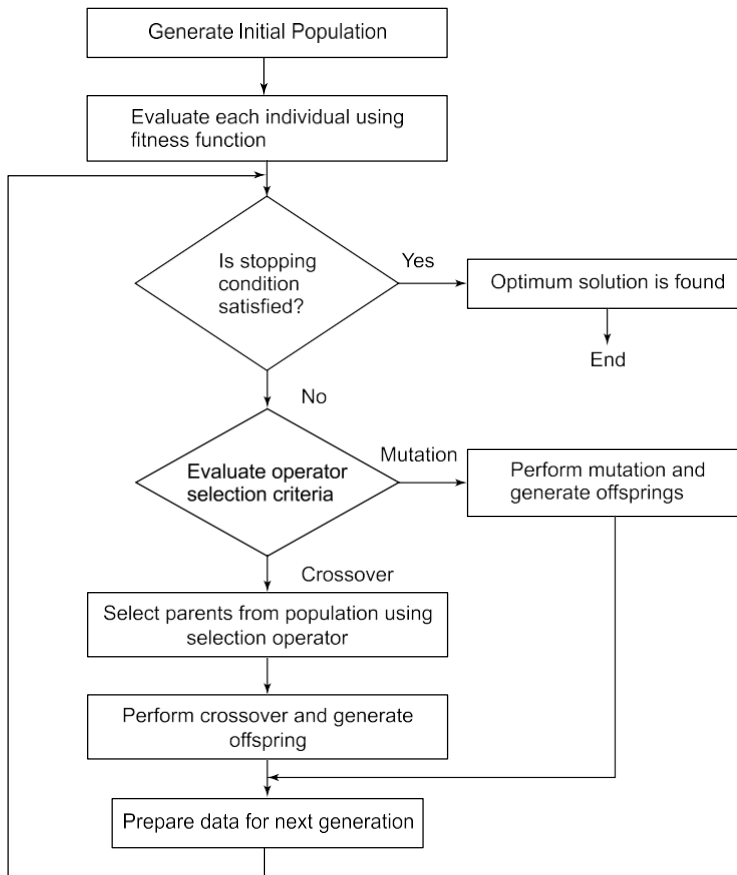 Generate Initial Population
Evaluate each individual using
fitness function
Is stopping
condition
satisfied?
Yes
Optimum solution is found
End
No
Evaluate operator
selection criteria
Mutation
Perform mutation and
generate offsprings
Crossover
Select parents from population using
selection operator
Perform crossover and generate
offspring
Prepare data for next generation